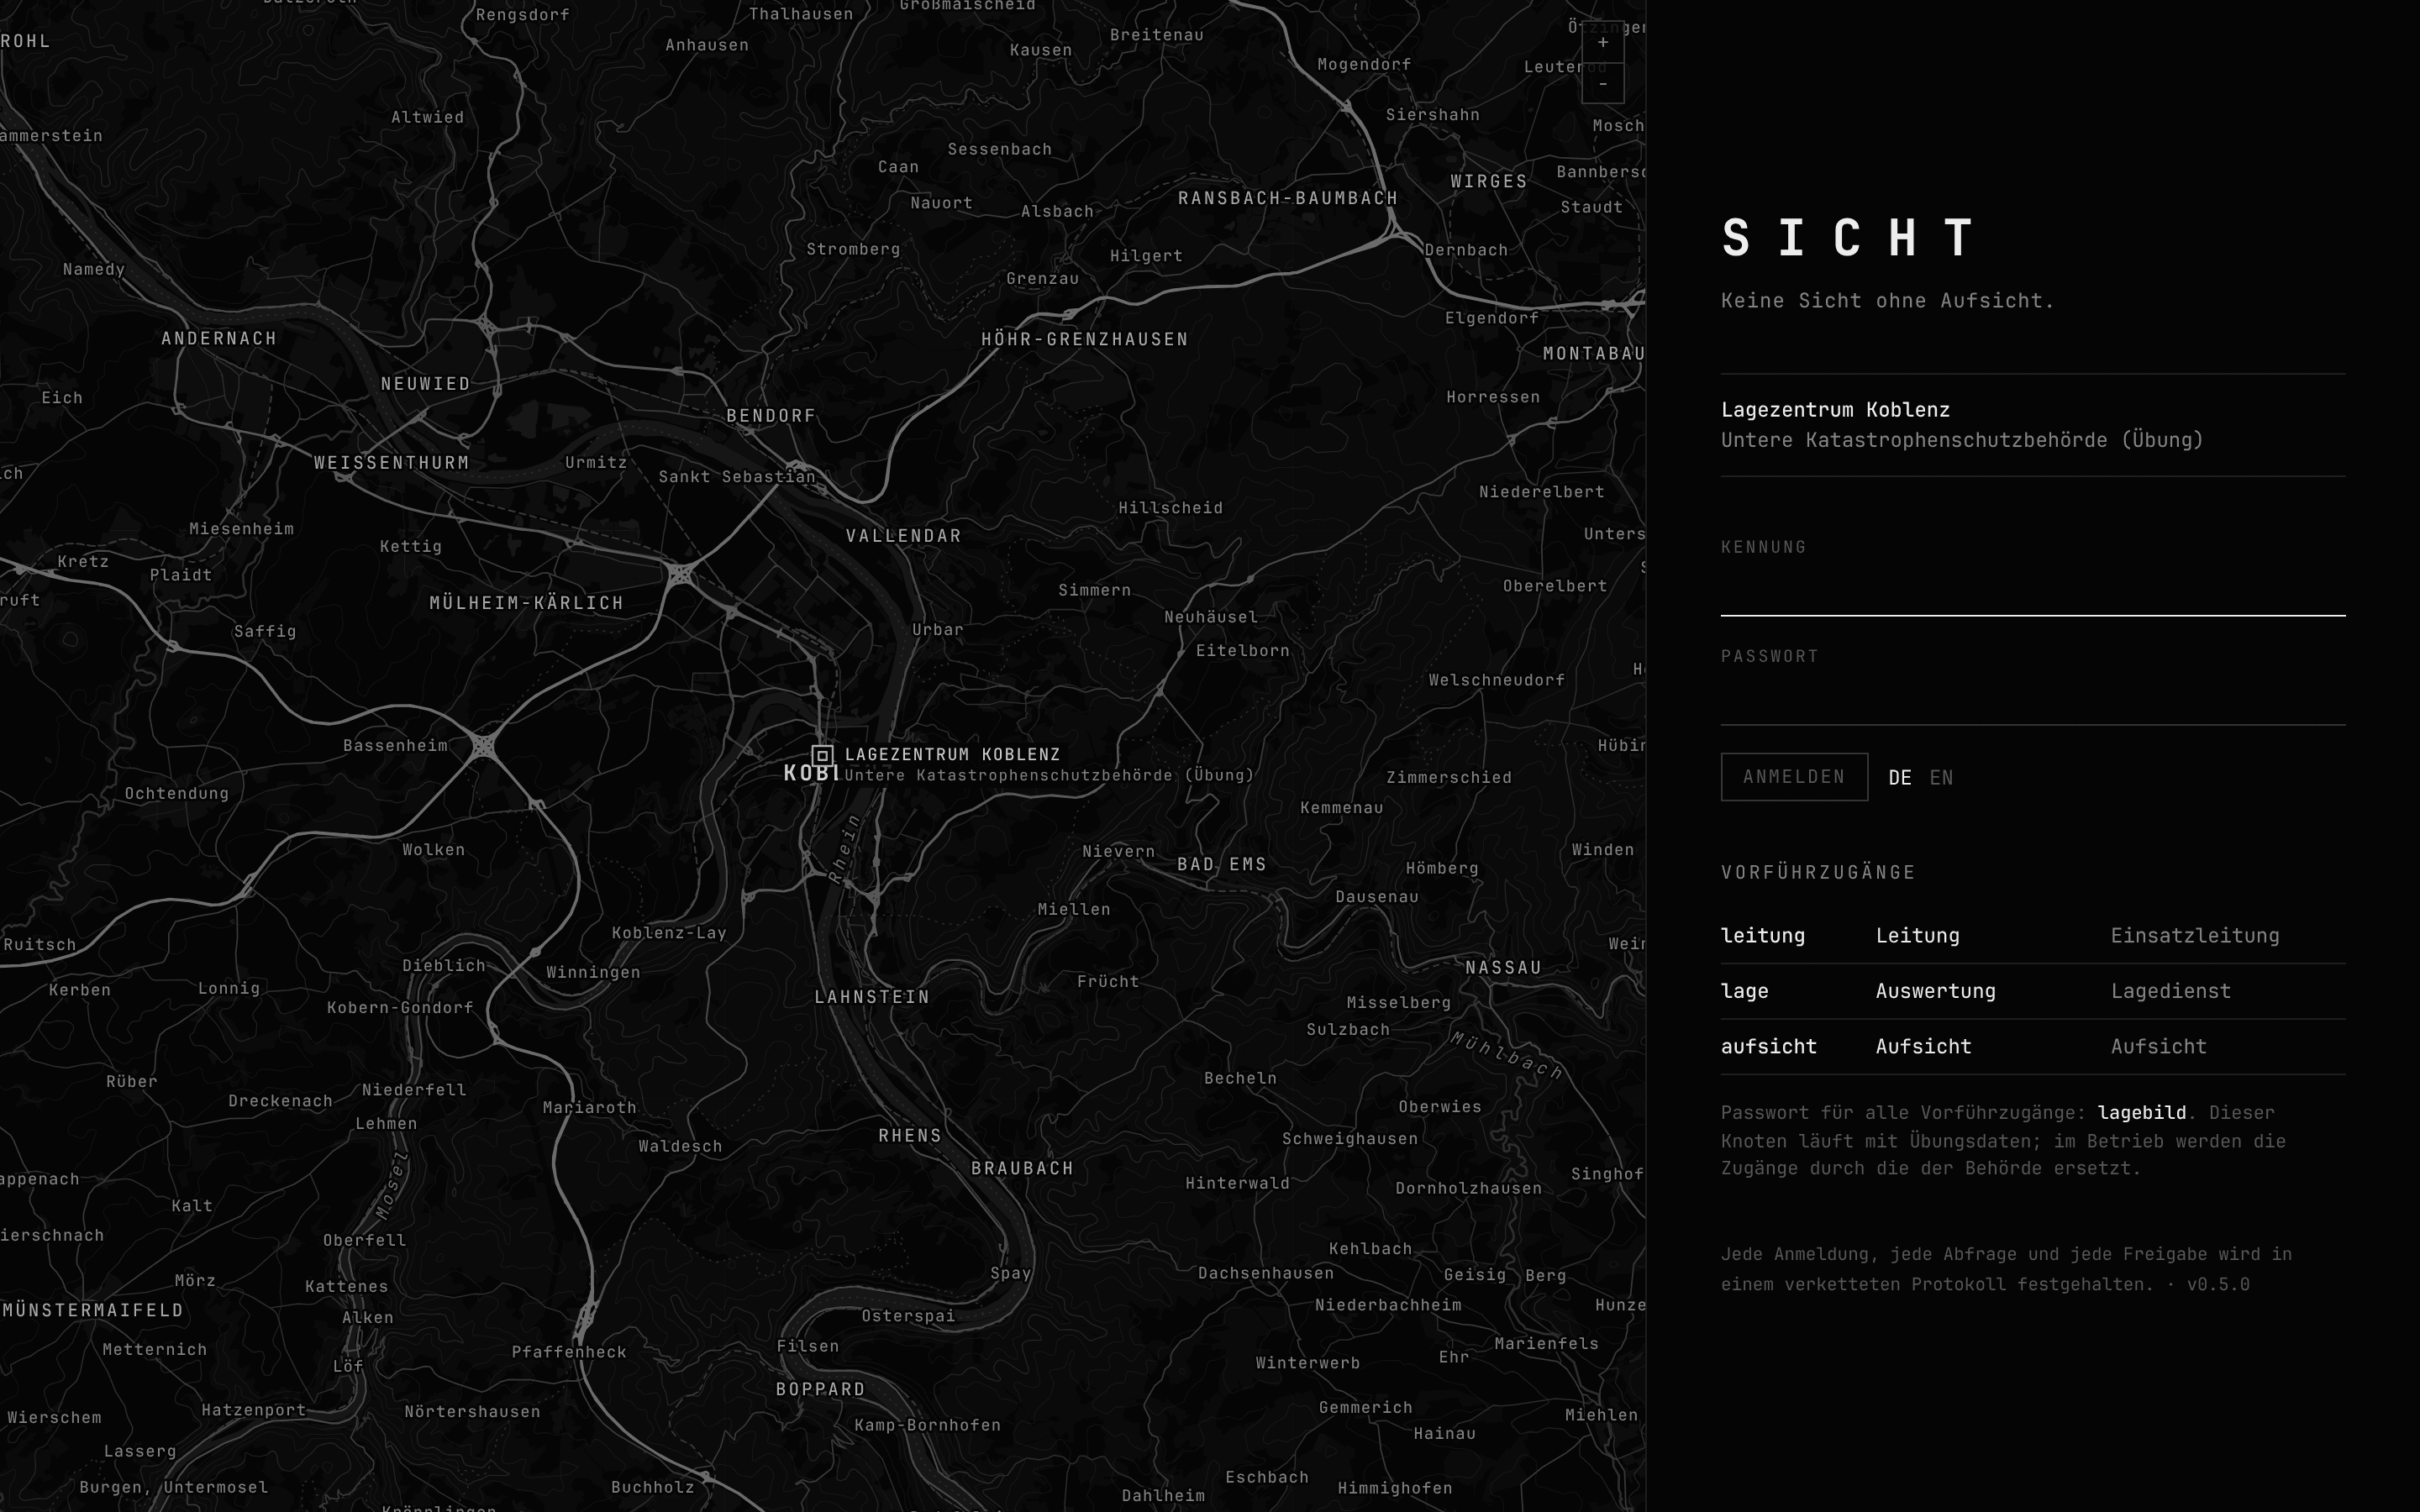 Rengsdorf
Thalhausen
Großmaischeid
Anhausen
Kausen
Breitenau
Mogendorf
+
-
Siershahn
Altwied
Sessenbach
Caan
Nauort
Alsbach
RANSBACH-BAUMBACH
WIRGES
Staudt
Stromberg
Hilgert
Dernbach
Grenzau
Namedy
Elgendorf
ANDERNACH
HÖHR-GRENZHAUSEN
NEUWIED
Eich
Horressen
BENDORF
WEISSENTHURM
Urmitz
Sankt Sebastian
Niederelbert
Hillscheid
Miesenheim
VALLENDAR
Kettig
Kretz
Plaidt
Simmern
Oberelbert
MÜLHEIM-KÄRLICH
Neuhäusel
Saffig
Urbar
Eitelborn
Welschneudorf
Bassenheim
LAGEZENTRUM KOBLENZ
Untere Katastrophenschutzbehörde (Übung)
Zimmerschied
Ochtendung
Kemmenau
Rhein
Wolken
Nievern
BAD EMS
Hömberg
Winden
Dausenau
Miellen
Koblenz-Lay
Ruitsch
Dieblich
Winningen
NASSAU
Kerben
Lonnig
Frücht
LAHNSTEIN
Kobern-Gondorf
Misselberg
Sulzbach
Mühlbach
Rüber
Niederfell
Becheln
Dreckenach
Mariaroth
Oberwies
Lehmen
RHENS
Schweighausen
Waldesch
BRAUBACH
Mosel
Hinterwald
Dornholzhausen
Kalt
Oberfell
Kehlbach
Mörz
Kattenes
Spay
Dachsenhausen
Geisig
Berg
MÜNSTERMAIFELD
Alken
Osterspai
Niederbachheim
Metternich
Löf
Pfaffenheck
Filsen
Marienfels
Winterwerb
Ehr
BOPPARD
Wierschem
Hatzenport
Nörtershausen
Kamp-Bornhofen
Gemmerich
Miehlen
Hainau
Lasserg
Burgen, Untermosel
Buchholz
Eschbach
Himmighofen
Dahlheim
SICHT
Keine Sicht ohne Aufsicht.
Lagezentrum Koblenz
Untere Katastrophenschutzbehörde (Übung)
KENNUNG
PASSWORT
ANMELDEN DE EN
VORFÜHRZUGÄNGE
leitung Leitung Einsatzleitung
lage Auswertung Lagedienst
aufsicht Aufsicht Aufsicht
Passwort für alle Vorführzugänge: lagebild. Dieser
Knoten läuft mit Übungsdaten; im Betrieb werden die
Zugänge durch die der Behörde ersetzt.
Jede Anmeldung, jede Abfrage und jede Freigabe wird in
einem verketteten Protokoll festgehalten. · v0.5.0